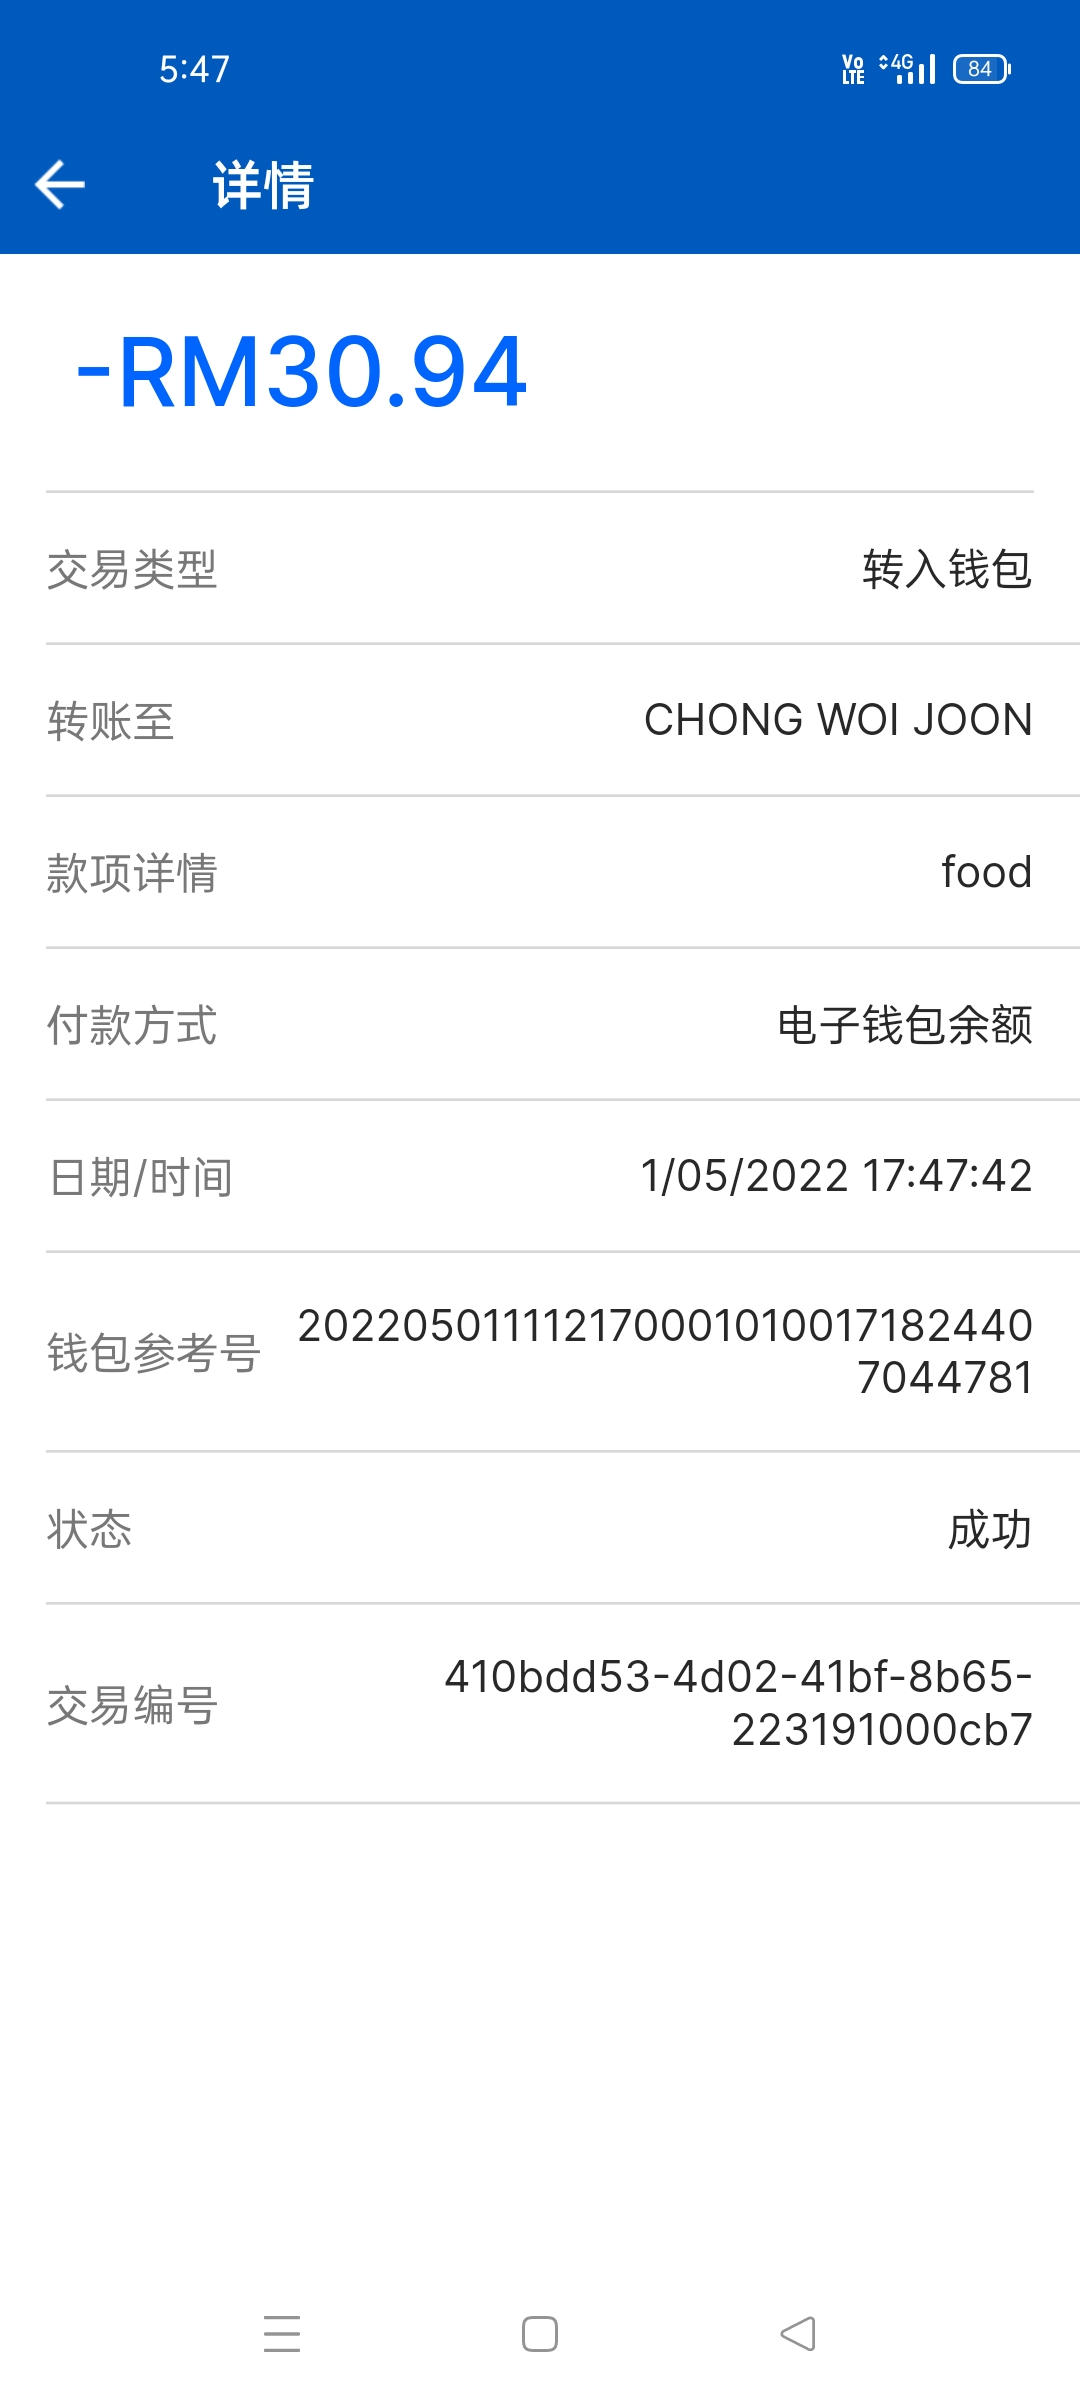 5:47
Vo LTE 4G 84
详情
-RM30.94
交易类型 转入钱包
转账至 CHONG WOI JOON
款项详情 food
付款方式 电子钱包余额
日期/时间 1/05/2022 17:47:42
钱包参考号 2022050111121700010100171824407044781
状态 成功
交易编号 410bdd53-4d02-41bf-8b65-
223191000cb7